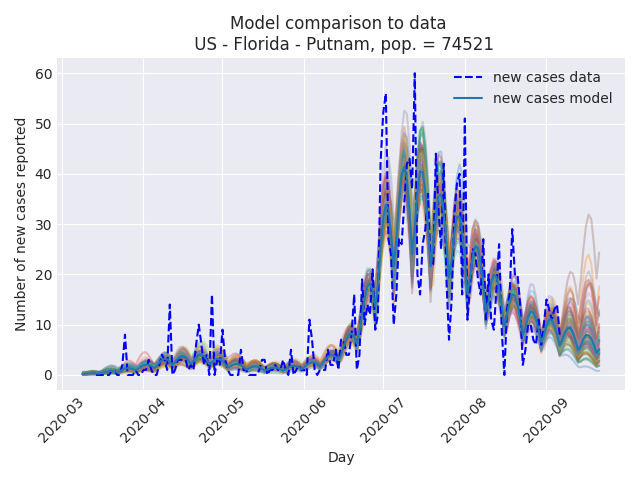 Model comparison to data
US - Florida - Putnam, pop. = 74521
new cases data
new cases model
Number of new cases reported
60
50
40
30
20
10
0
2020-03
2020-04
2020-05
2020-06
2020-07
2020-08
2020-09
Day